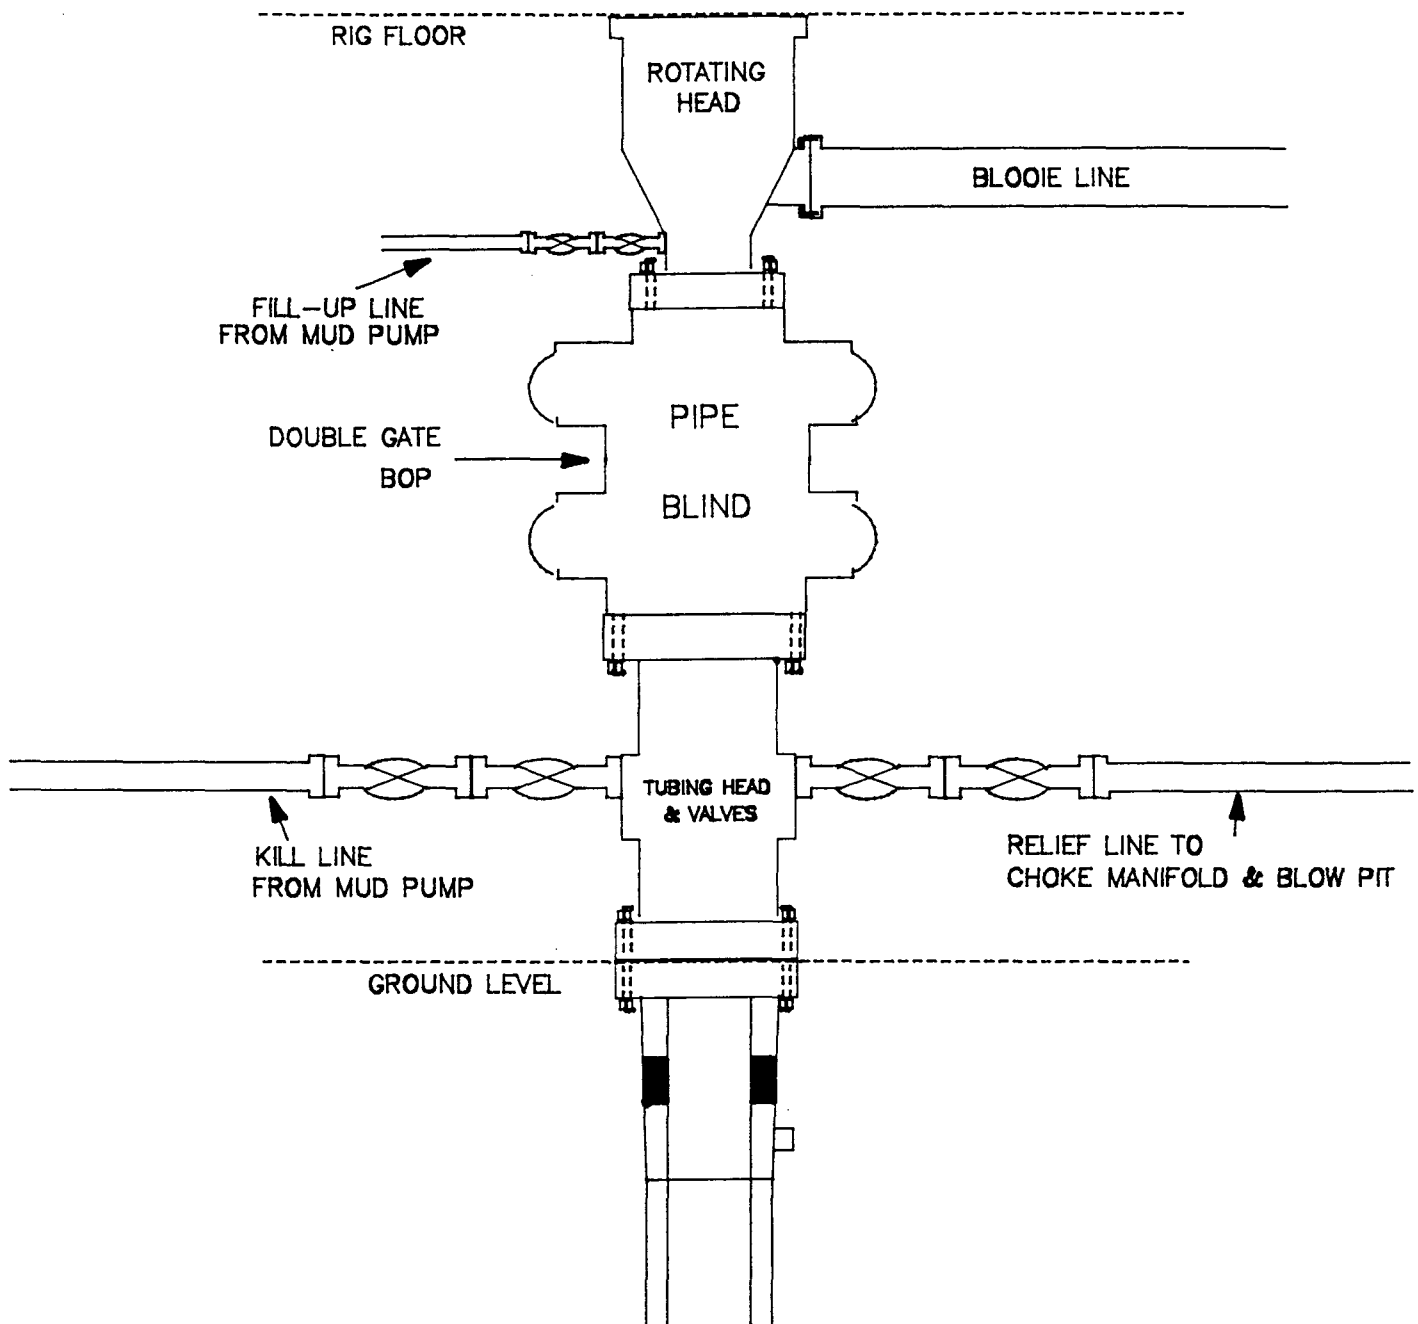 RIG FLOOR
ROTATING
HEAD
BLOOIE LINE
FILL-UP LINE
FROM MUD PUMP
PIPE
DOUBLE GATE
BOP
BLIND
TUBING HEAD
& VALVES
KILL LINE
FROM MUD PUMP
RELIEF LINE TO
CHOKE MANIFOLD & BLOW PIT
GROUND LEVEL